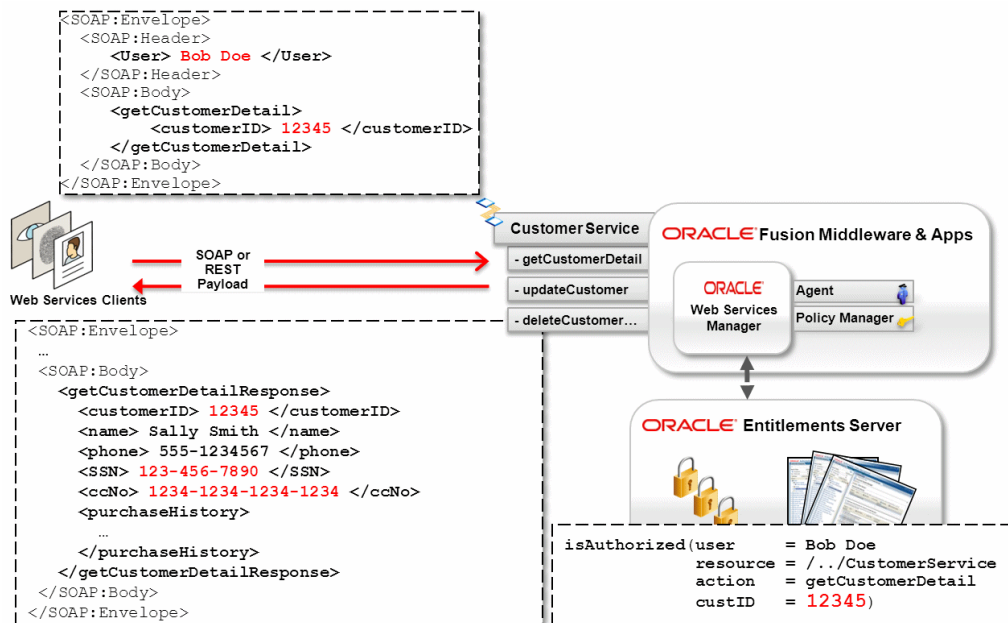 <SOAP:Envelope>
<SOAP:Header>
<User> Bob Doe </User>
</SOAP:Header>
<SOAP:Body>
<getCustomerDetail>
<customerID> 12345 </customerID>
</getCustomerDetail>
</SOAP:Body>
</SOAP:Envelope>
Web Services Clients
SOAP or
REST
Payload
Customer Service
- getCustomerDetail
- updateCustomer
- deleteCustomer…
ORACLE Fusion Middleware & Apps
ORACLE
Web Services
Manager
Agent
Policy Manager
<SOAP:Envelope>
…
<SOAP:Body>
<getCustomerDetailResponse>
<customerID> 12345 </customerID>
<name> Sally Smith </name>
<phone> 555-1234567 </phone>
<SSN> 123-456-7890 </SSN>
<ccNo> 1234-1234-1234-1234 </ccNo>
<purchaseHistory>
…
</purchaseHistory>
</getCustomerDetailResponse>
</SOAP:Body>
</SOAP:Envelope>
ORACLE Entitlements Server
isAuthorized(user = Bob Doe
resource = /../CustomerService
action = getCustomerDetail
custID = 12345)